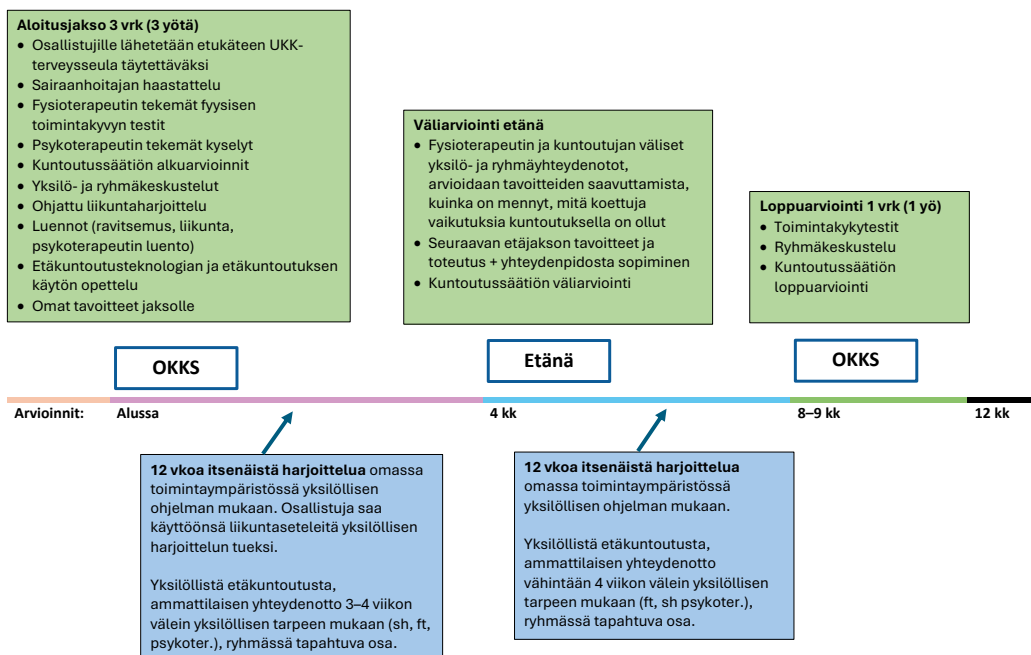 Aloitusjakso 3 vrk (3 yötä)
• Osallistujille lähetetään etukäteen UKK-
terveysseula täytettäväksi
• Sairaanhoitajan haastattelu
• Fysioterapeutin tekemät fyysisen
toimintakyvyn testit
• Psykoterapeutin tekemät kyselyt
• Kuntoutussäätiön alkuarvioinnit
• Yksilö- ja ryhmäkeskustelut
• Ohjattu liikuntaharjoittelu
• Luennot (ravitsemus, liikunta,
psykoterapeutin luento)
• Etäkuntoutusteknologian ja etäkuntoutuksen
käytön opettelu
• Omat tavoitteet jaksolle
Väliarviointi etänä
• Fysioterapeutin ja kuntoutujan väliset
yksilö- ja ryhmäyhteydenotot,
arvioidaan tavoitteiden saavuttamista,
kuinka on mennyt, mitä koettuja
vaikutuksia kuntoutuksella on ollut
• Seuraavan etäjakson tavoitteet ja
toteutus + yhteydenpidosta sopiminen
• Kuntoutussäätiön väliarviointi
Loppuarviointi 1 vrk (1 yö)
• Toimintakykytestit
• Ryhmäkeskustelu
• Kuntoutussäätiön
loppuarviointi
OKKS
Etänä
OKKS
Arvioinnit:
Alussa
4 kk
8–9 kk
12 kk
12 vkoa itsenäistä harjoittelua omassa
toimintaympäristössä yksilöllisen
ohjelman mukaan. Osallistuja saa
käyttöönsä liikuntaseteleitä yksilöllisen
harjoittelun tueksi.
Yksilöllistä etäkuntoutusta,
ammattilaisen yhteydenotto 3–4 viikon
välein yksilöllisen tarpeen mukaan (sh, ft,
psykoter.), ryhmässä tapahtuva osa.
12 vkoa itsenäistä harjoittelua
omassa toimintaympäristössä
yksilöllisen ohjelman mukaan.
Yksilöllistä etäkuntoutusta,
ammattilaisen yhteydenotto
vähintään 4 viikon välein yksilöllisen
tarpeen mukaan (ft, sh psykoter.),
ryhmässä tapahtuva osa.